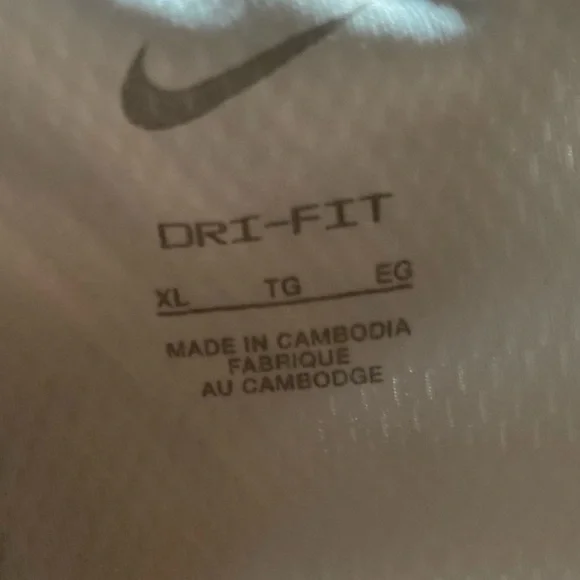 DRI-FIT
XL TG EG
MADE IN CAMBODIA
FABRIQUE
AU CAMBODGE